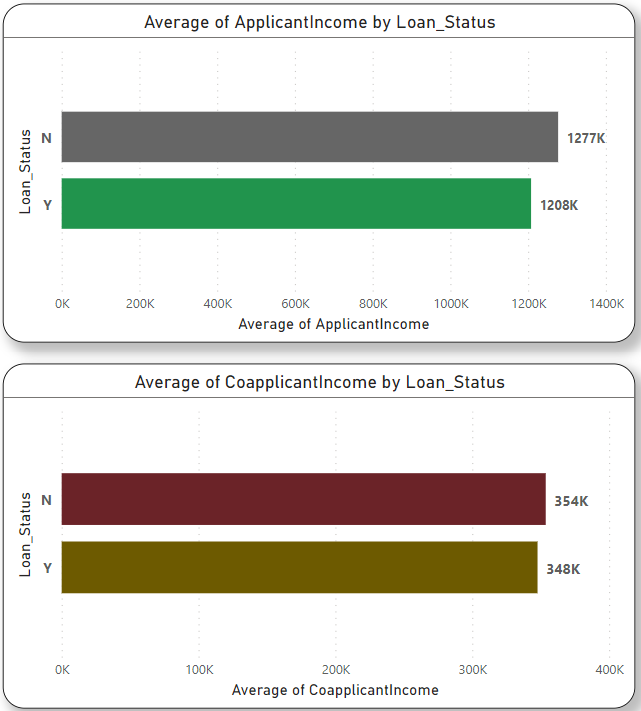 Average of ApplicantIncome by Loan_Status
Loan_Status
N
1277K
Y
1208K
0K 200K 400K 600K 800K 1000K 1200K 1400K
Average of ApplicantIncome
Average of CoapplicantIncome by Loan_Status
Loan_Status
N
354K
Y
348K
0K 100K 200K 300K 400K
Average of CoapplicantIncome